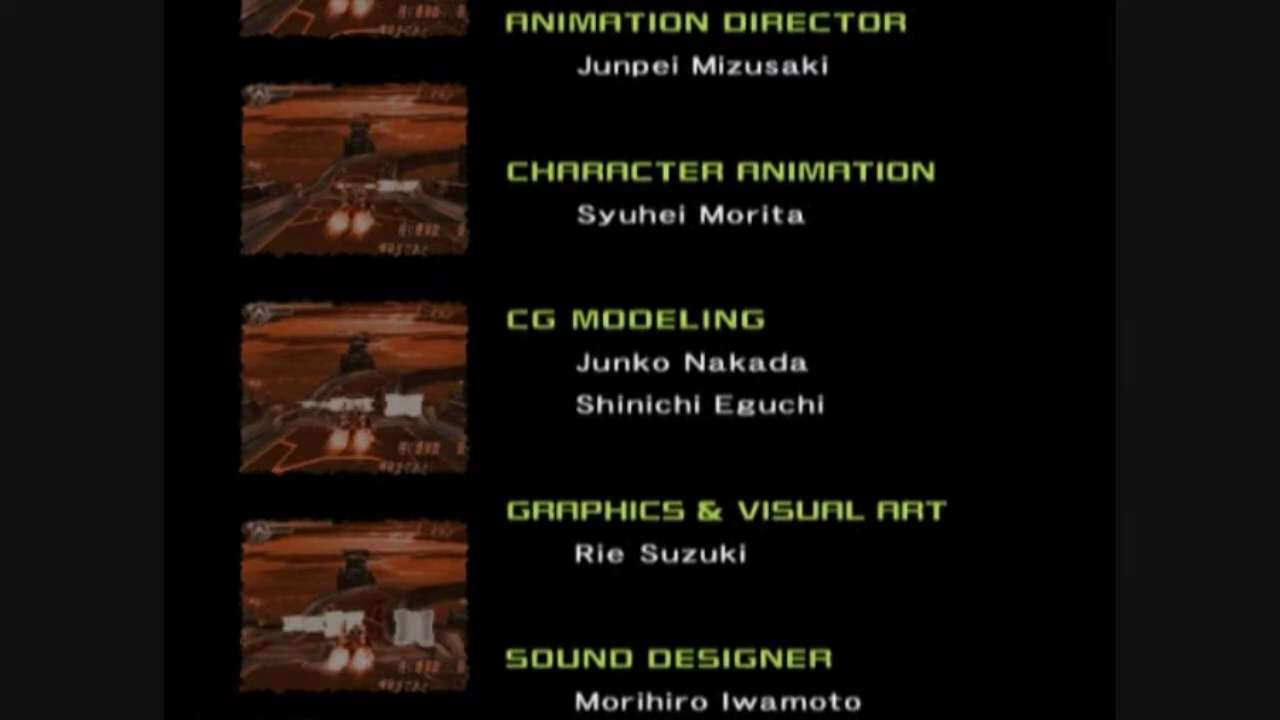 ANIMATION DIRECTOR
Junpei Mizusaki
CHARACTER ANIMATION
Syuhei Morita
CG MODELING
Junko Nakada
Shinichi Eguchi
GRAPHICS & VISUAL ART
Rie Suzuki
SOUND DESIGNER
Morihiro Iwamoto